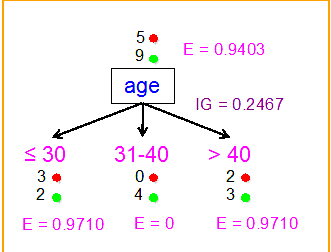 5
9
E = 0.9403
age
IG = 0.2467
≤ 30 31-40 > 40
3 0 2
2 4 3
E = 0.9710 E = 0 E = 0.9710